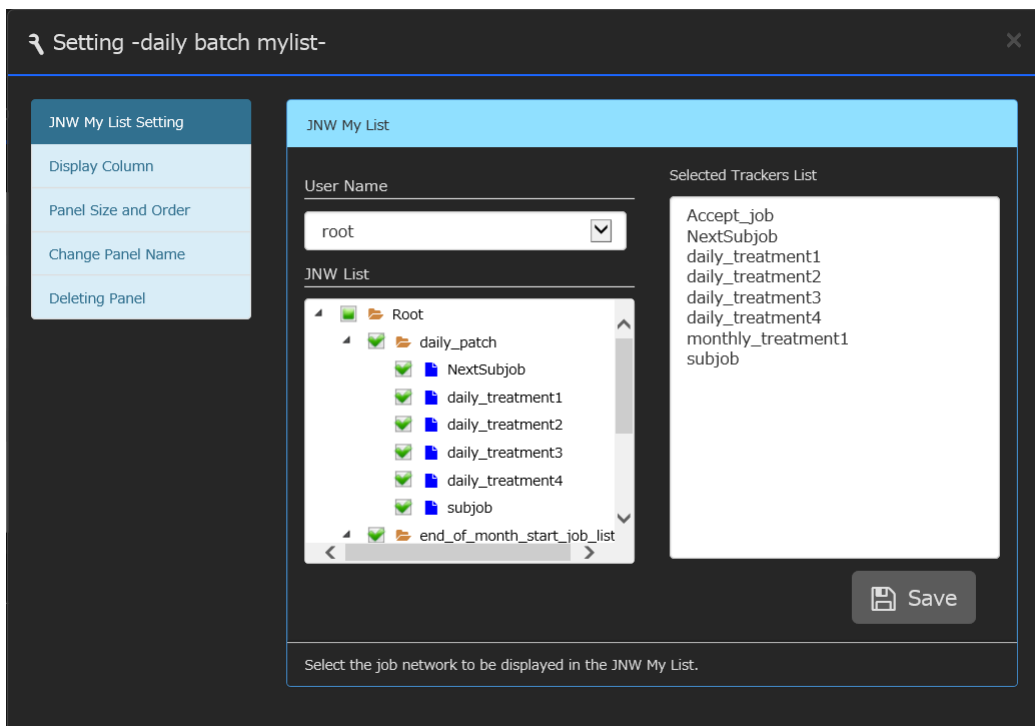 Setting -daily batch mylist-
JNW My List Setting
Display Column
Panel Size and Order
Change Panel Name
Deleting Panel
JNW My List
User Name
root
JNW List
Root
daily_patch
NextSubjob
daily_treatment1
daily_treatment2
daily_treatment3
daily_treatment4
subjob
end_of_month_start_job_list
Selected Trackers List
Accept_job
NextSubjob
daily_treatment1
daily_treatment2
daily_treatment3
daily_treatment4
monthly_treatment1
subjob
Save
Select the job network to be displayed in the JNW My List.